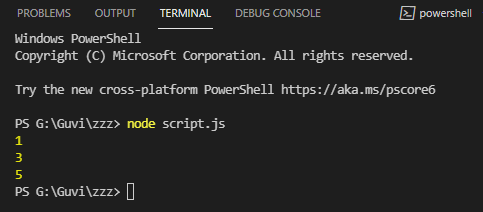 PROBLEMS OUTPUT TERMINAL DEBUG CONSOLE powershell
Windows PowerShell
Copyright (C) Microsoft Corporation. All rights reserved.
Try the new cross-platform PowerShell https://aka.ms/pscore6
PS G:\Guvi\zzz> node script.js
1
3
5
PS G:\Guvi\zzz>